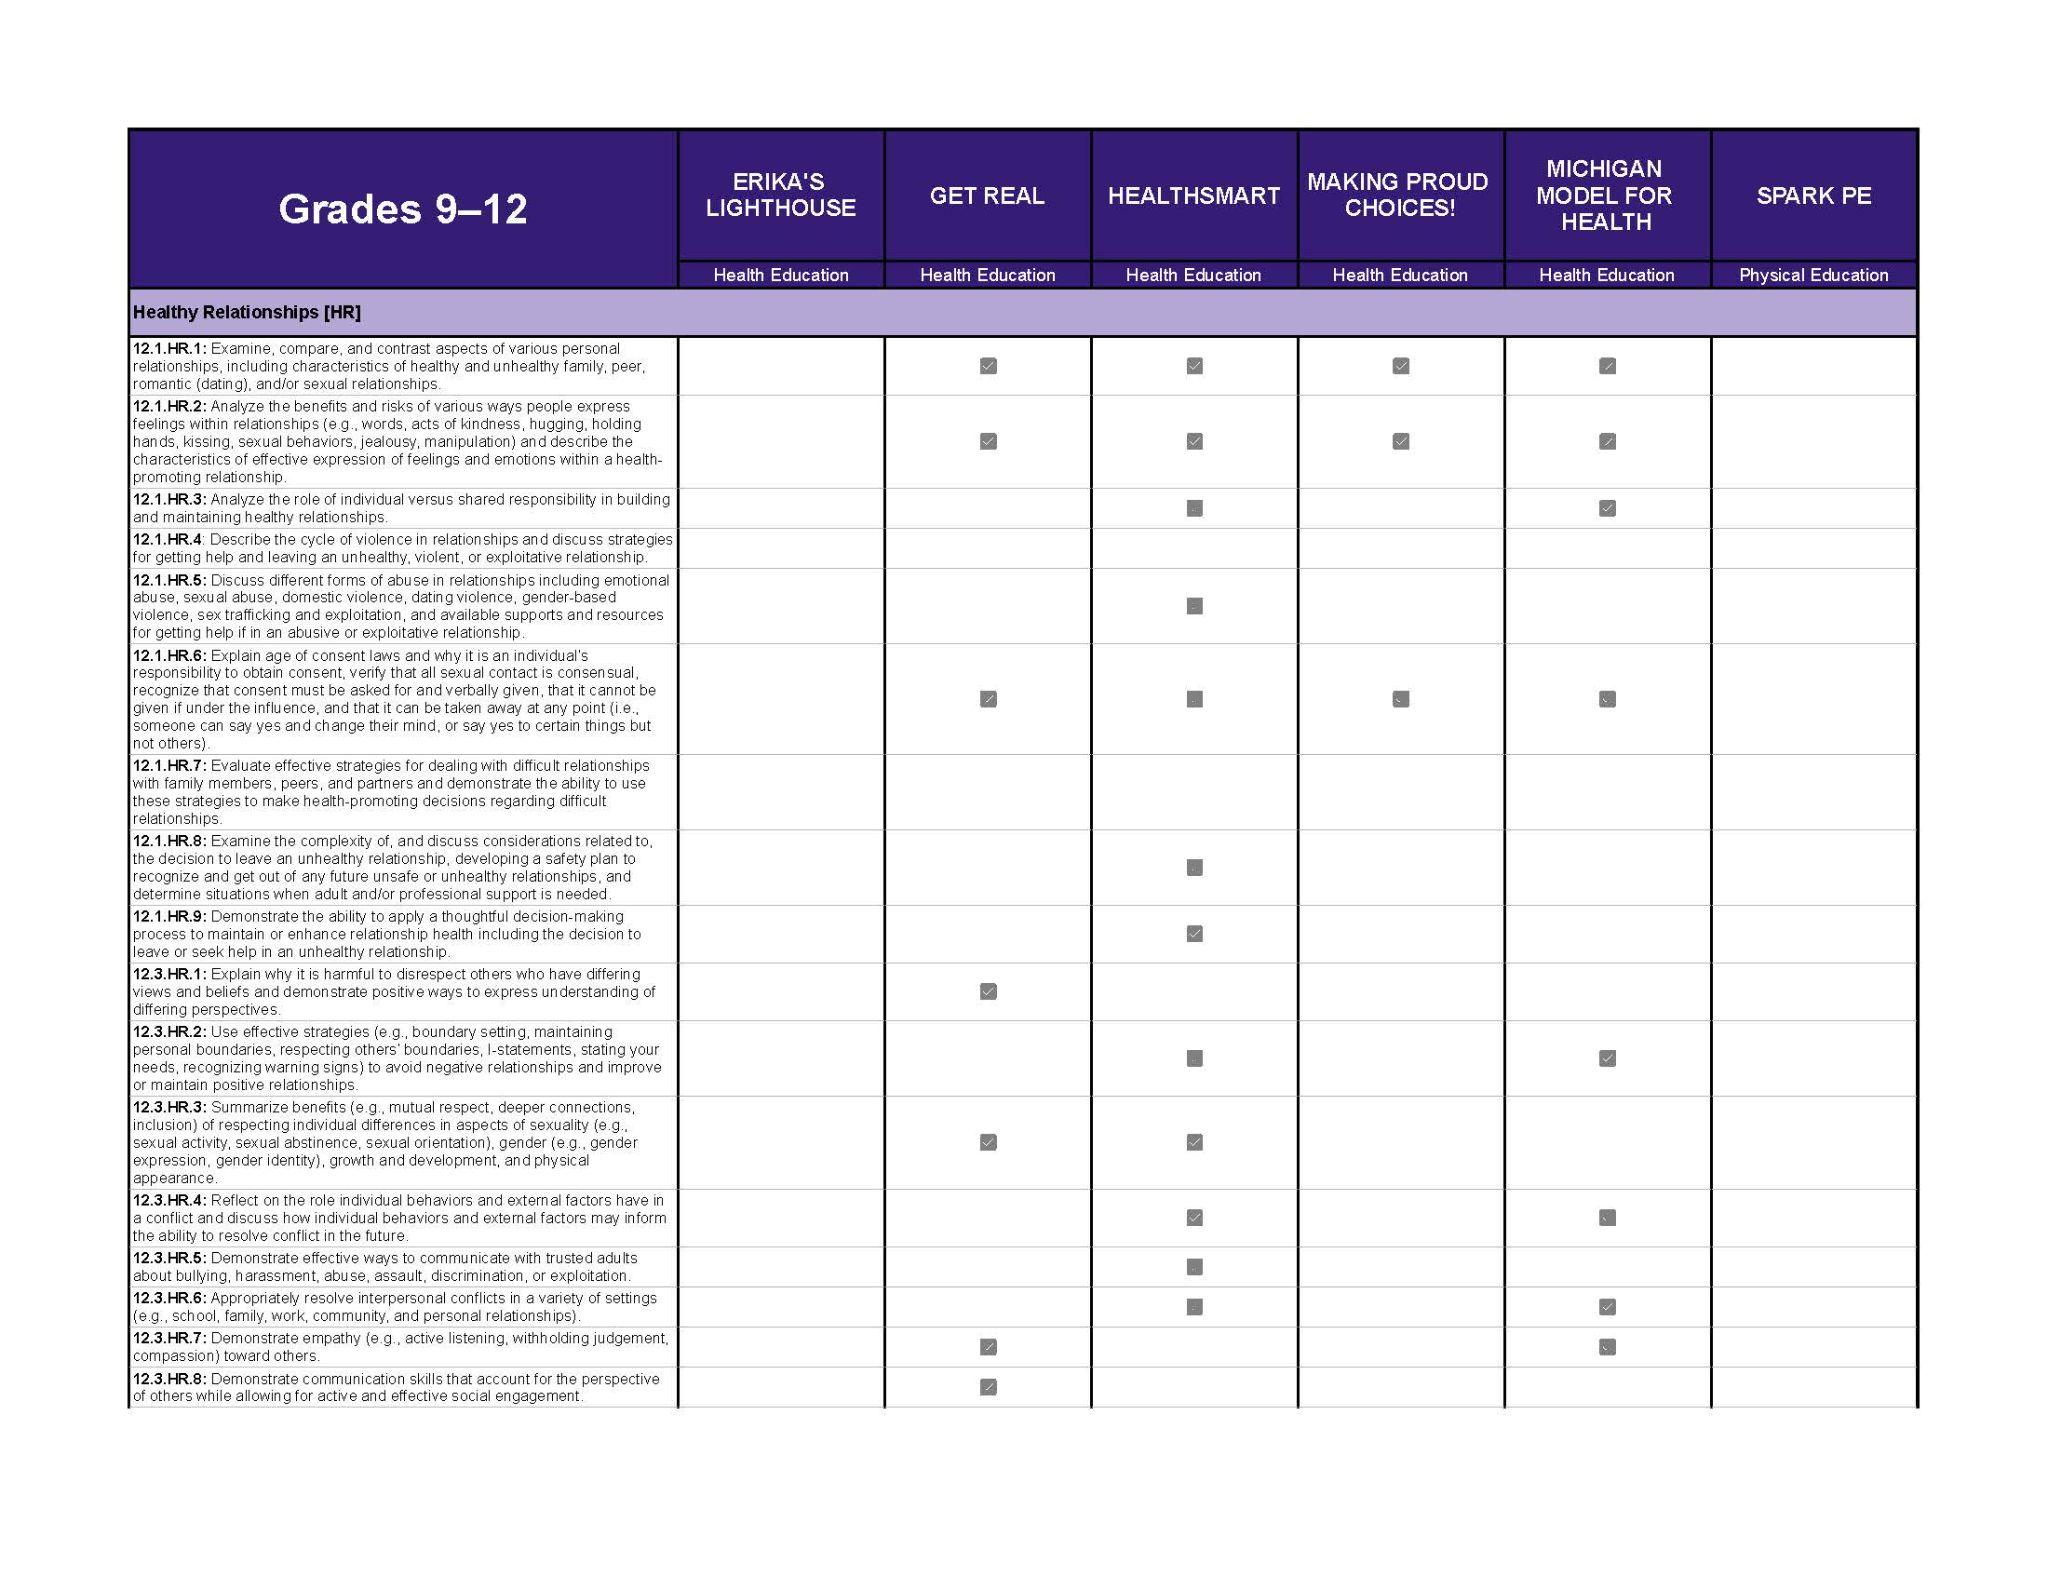 Grades 9–12
ERIKA'S
LIGHTHOUSE
GET REAL
HEALTHSMART
MAKING PROUD
CHOICES!
MICHIGAN
MODEL FOR
HEALTH
SPARK PE
Health Education
Health Education
Health Education
Health Education
Health Education
Physical Education
Healthy Relationships [HR]
12.1.HR.1: Examine, compare, and contrast aspects of various personal
relationships, including characteristics of healthy and unhealthy family, peer,
romantic (dating), and/or sexual relationships.
12.1.HR.2: Analyze the benefits and risks of various ways people express
feelings within relationships (e.g., words, acts of kindness, hugging, holding
hands, kissing, sexual behaviors, jealousy, manipulation) and describe the
characteristics of effective expression of feelings and emotions within a health-
promoting relationship.
12.1.HR.3: Analyze the role of individual versus shared responsibility in building
and maintaining healthy relationships.
12.1.HR.4: Describe the cycle of violence in relationships and discuss strategies
for getting help and leaving an unhealthy, violent, or exploitative relationship.
12.1.HR.5: Discuss different forms of abuse in relationships including emotional
abuse, sexual abuse, domestic violence, dating violence, gender-based
violence, sex trafficking and exploitation, and available supports and resources
for getting help if in an abusive or exploitative relationship.
12.1.HR.6: Explain age of consent laws and why it is an individual's
responsibility to obtain consent, verify that all sexual contact is consensual,
recognize that consent must be asked for and verbally given, that it cannot be
given if under the influence, and that it can be taken away at any point (i.e.,
someone can say yes and change their mind, or say yes to certain things but
not others).
12.1.HR.7: Evaluate effective strategies for dealing with difficult relationships
with family members, peers, and partners and demonstrate the ability to use
these strategies to make health-promoting decisions regarding difficult
relationships.
12.1.HR.8: Examine the complexity of, and discuss considerations related to,
the decision to leave an unhealthy relationship, developing a safety plan to
recognize and get out of any future unsafe or unhealthy relationships, and
determine situations when adult and/or professional support is needed.
12.1.HR.9: Demonstrate the ability to apply a thoughtful decision-making
process to maintain or enhance relationship health including the decision to
leave or seek help in an unhealthy relationship.
12.3.HR.1: Explain why it is harmful to disrespect others who have differing
views and beliefs and demonstrate positive ways to express understanding of
differing perspectives.
12.3.HR.2: Use effective strategies (e.g., boundary setting, maintaining
personal boundaries, respecting others' boundaries, I-statements, stating your
needs, recognizing warning signs) to avoid negative relationships and improve
or maintain positive relationships.
12.3.HR.3: Summarize benefits (e.g., mutual respect, deeper connections,
inclusion) of respecting individual differences in aspects of sexuality (e.g.,
sexual activity, sexual abstinence, sexual orientation), gender (e.g., gender
expression, gender identity), growth and development, and physical
appearance.
12.3.HR.4: Reflect on the role individual behaviors and external factors have in
a conflict and discuss how individual behaviors and external factors may inform
the ability to resolve conflict in the future.
12.3.HR.5: Demonstrate effective ways to communicate with trusted adults
about bullying, harassment, abuse, assault, discrimination, or exploitation.
12.3.HR.6: Appropriately resolve interpersonal conflicts in a variety of settings
(e.g., school, family, work, community, and personal relationships).
12.3.HR.7: Demonstrate empathy (e.g., active listening, withholding judgement,
compassion) toward others.
12.3.HR.8: Demonstrate communication skills that account for the perspective
of others while allowing for active and effective social engagement.